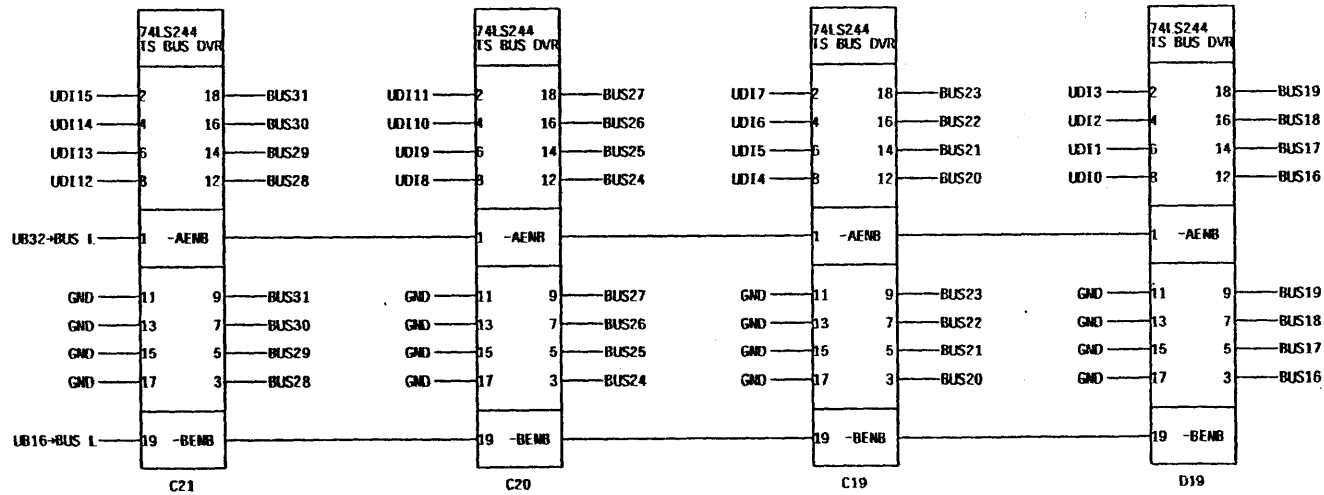 74LS244 74LS244 74LS244 74LS244
TS BUS DVR TS BUS DVR TS BUS DVR TS BUS DVR
UDI15 2 18 BUS31 UDI11 2 18 BUS27 UDI7 2 18 BUS23 UDI3 2 18 BUS19
UDI14 4 16 BUS30 UDI10 4 16 BUS26 UDI6 4 16 BUS22 UDI2 4 16 BUS18
UDI13 6 14 BUS29 UDI9 6 14 BUS25 UDI5 6 14 BUS21 UDI1 6 14 BUS17
UDI12 8 12 BUS28 UDI8 8 12 BUS24 UDI4 8 12 BUS20 UDI0 8 12 BUS16
UB32→BUS L 1 -AENB 1 -AENB 1 -AENB 1 -AENB
GND 11 9 BUS31 GND 11 9 BUS27 GND 11 9 BUS23 GND 11 9 BUS19
GND 13 7 BUS30 GND 13 7 BUS26 GND 13 7 BUS22 GND 13 7 BUS18
GND 15 5 BUS29 GND 15 5 BUS25 GND 15 5 BUS21 GND 15 5 BUS17
GND 17 3 BUS28 GND 17 3 BUS24 GND 17 3 BUS20 GND 17 3 BUS16
UB16→BUS L 19 -BENB 19 -BENB 19 -BENB 19 -BENB
C21 C20 C19 D19